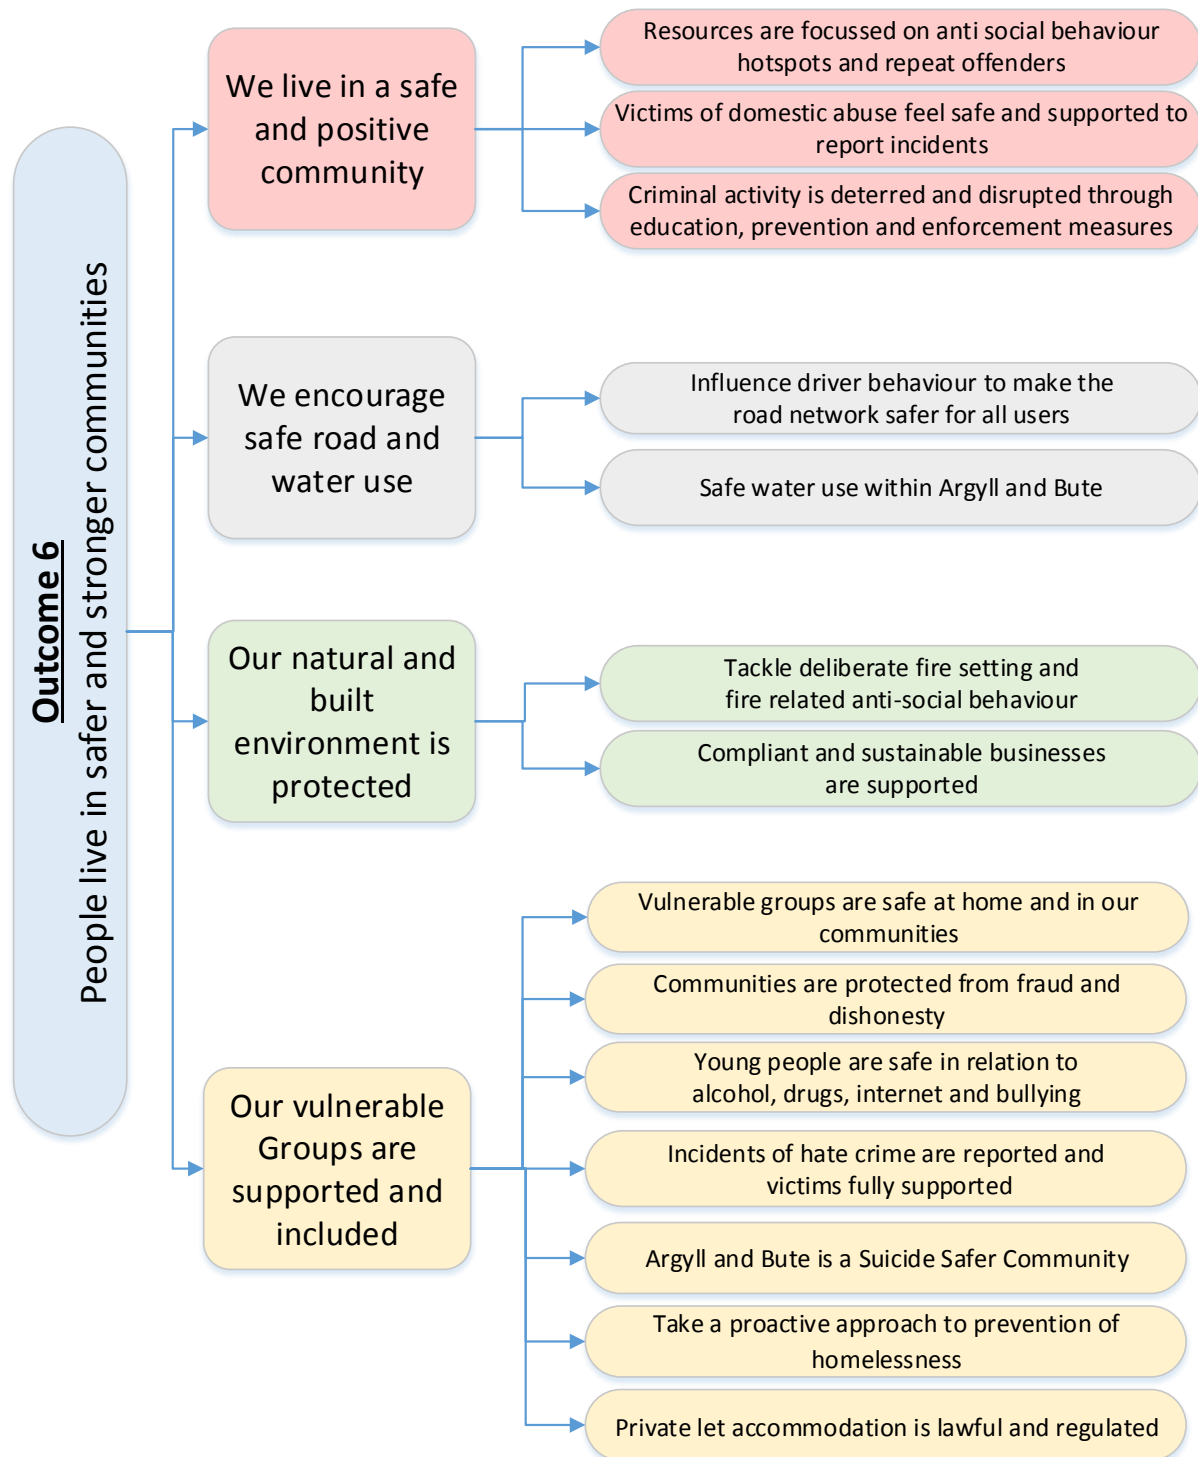 Outcome 6
People live in safer and stronger communities
We live in a safe
and positive
community
Resources are focussed on anti social behaviour
hotspots and repeat offenders
Victims of domestic abuse feel safe and supported to
report incidents
Criminal activity is deterred and disrupted through
education, prevention and enforcement measures
We encourage
safe road and
water use
Influence driver behaviour to make the
road network safer for all users
Safe water use within Argyll and Bute
Our natural and
built
environment is
protected
Tackle deliberate fire setting and
fire related anti-social behaviour
Compliant and sustainable businesses
are supported
Our vulnerable
Groups are
supported and
included
Vulnerable groups are safe at home and in our
communities
Communities are protected from fraud and
dishonesty
Young people are safe in relation to
alcohol, drugs, internet and bullying
Incidents of hate crime are reported and
victims fully supported
Argyll and Bute is a Suicide Safer Community
Take a proactive approach to prevention of
homelessness
Private let accommodation is lawful and regulated